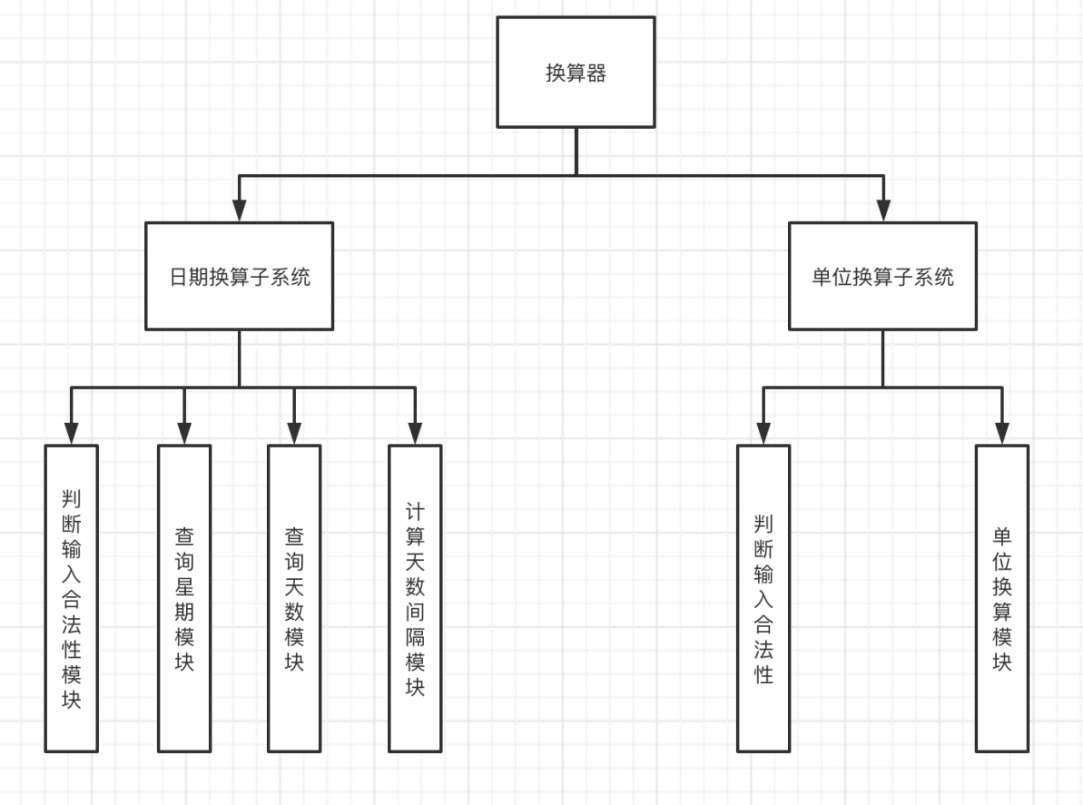 换算器
日期换算子系统
单位换算子系统
判断输入合法性模块
查询星期模块
查询天数模块
计算天数间隔模块
判断输入合法性
单位换算模块